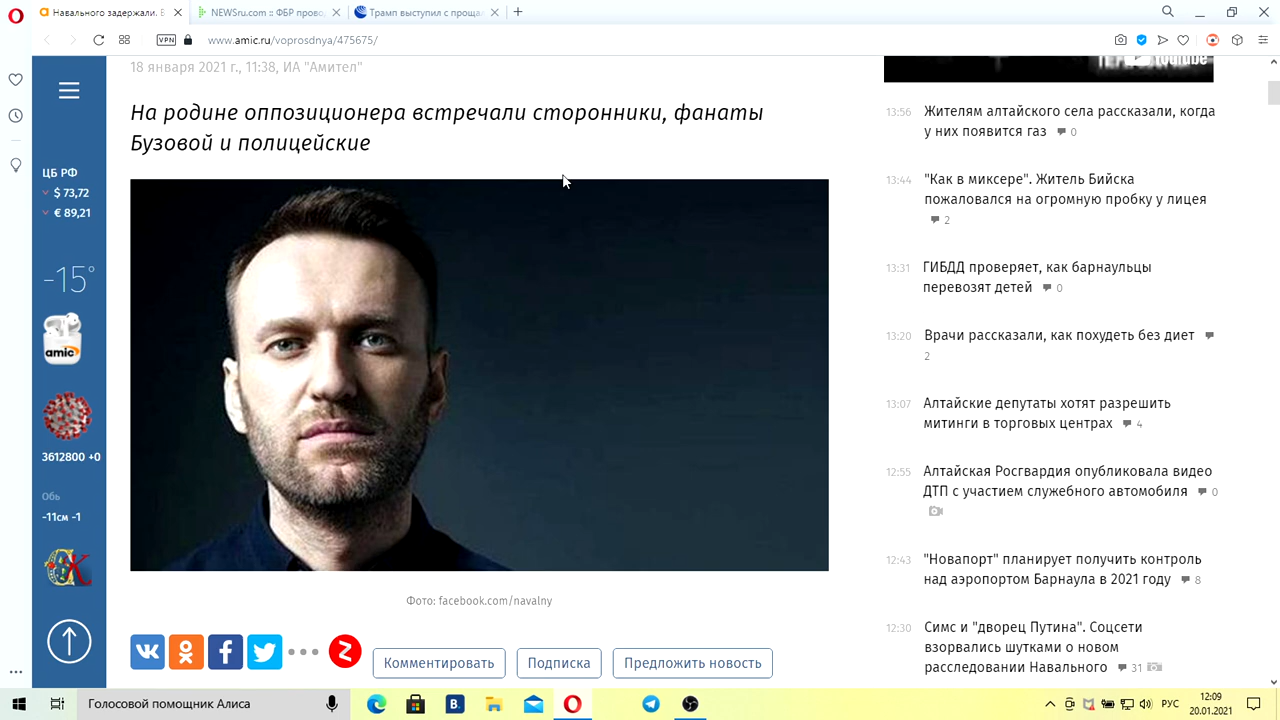 Навального задержали. В
NEWSru.com :: ФБР прово
Трамп выступил с прощал
VPN
www.amic.ru/voprosdnya/475675/
18 января 2021 г., 11:38, ИА "Амител"
На родине оппозиционера встречали сторонники, фанаты
Бузовой и полицейские
ЦБ РФ
$ 73,72
€ 89,21
-15°
amic
3612800 +0
Обь
-11см -1
Фото: facebook.com/navalny
Комментировать
Подписка
Предложить новость
YouTube
13:56 Жителям алтайского села рассказали, когда
у них появится газ 0
13:44 "Как в миксере". Житель Бийска
пожаловался на огромную пробку у лицея
2
13:31 ГИБДД проверяет, как барнаульцы
перевозят детей 0
13:20 Врачи рассказали, как похудеть без диет
2
13:07 Алтайские депутаты хотят разрешить
митинги в торговых центрах 4
12:55 Алтайская Росгвардия опубликовала видео
ДТП с участием служебного автомобиля 0
12:43 "Новапорт" планирует получить контроль
над аэропортом Барнаула в 2021 году 8
12:30 Симс и "дворец Путина". Соцсети
взорвались шутками о новом
расследовании Навального 31
Голосовой помощник Алиса
РУС
12:09
20.01.2021